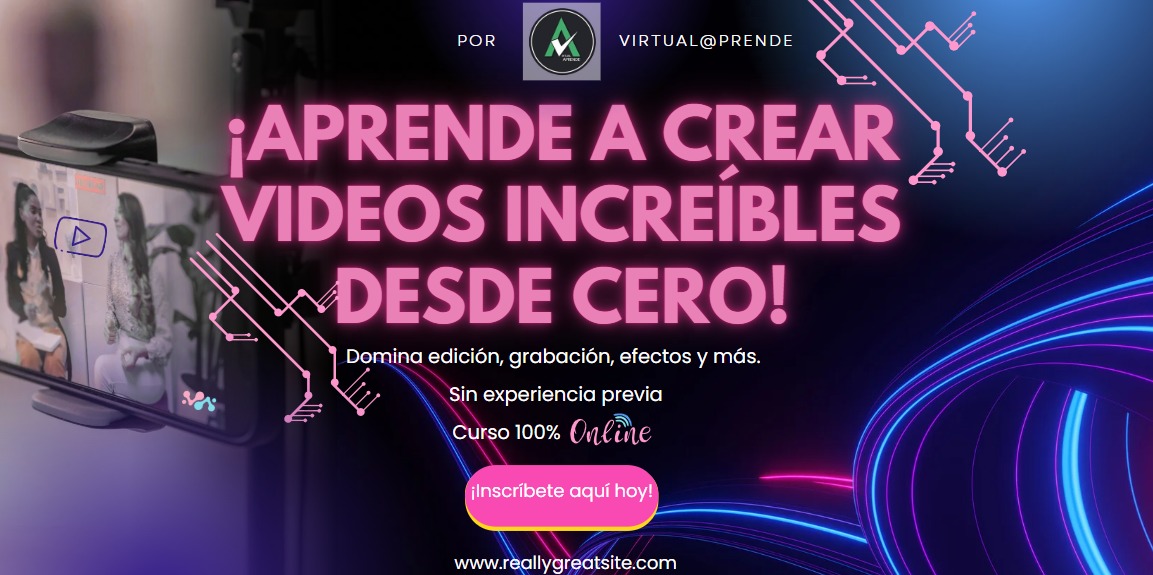 POR
VIRTUAL@PRENDE
APRENDE
¡APRENDE A CREAR
VIDEOS INCREÍBLES
DESDE CERO!
Domina edición, grabación, efectos y más.
Sin experiencia previa
Curso 100% Online
¡Inscríbete aquí hoy!
www.reallygreatsite.com